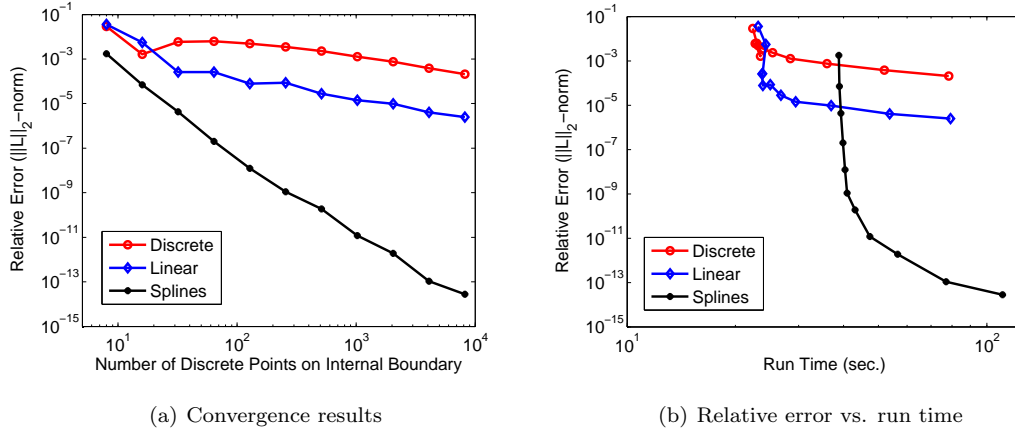 10^-1
10^-3
10^-5
10^-7
10^-9
10^-11
10^-13
10^-15
Relative Error (||L||_2-norm)
Discrete
Linear
Splines
10^1
10^2
10^3
10^4
Number of Discrete Points on Internal Boundary
(a) Convergence results
10^-1
10^-3
10^-5
10^-7
10^-9
10^-11
10^-13
10^-15
Relative Error (||L||_2-norm)
Discrete
Linear
Splines
10^1
10^2
Run Time (sec.)
(b) Relative error vs. run time